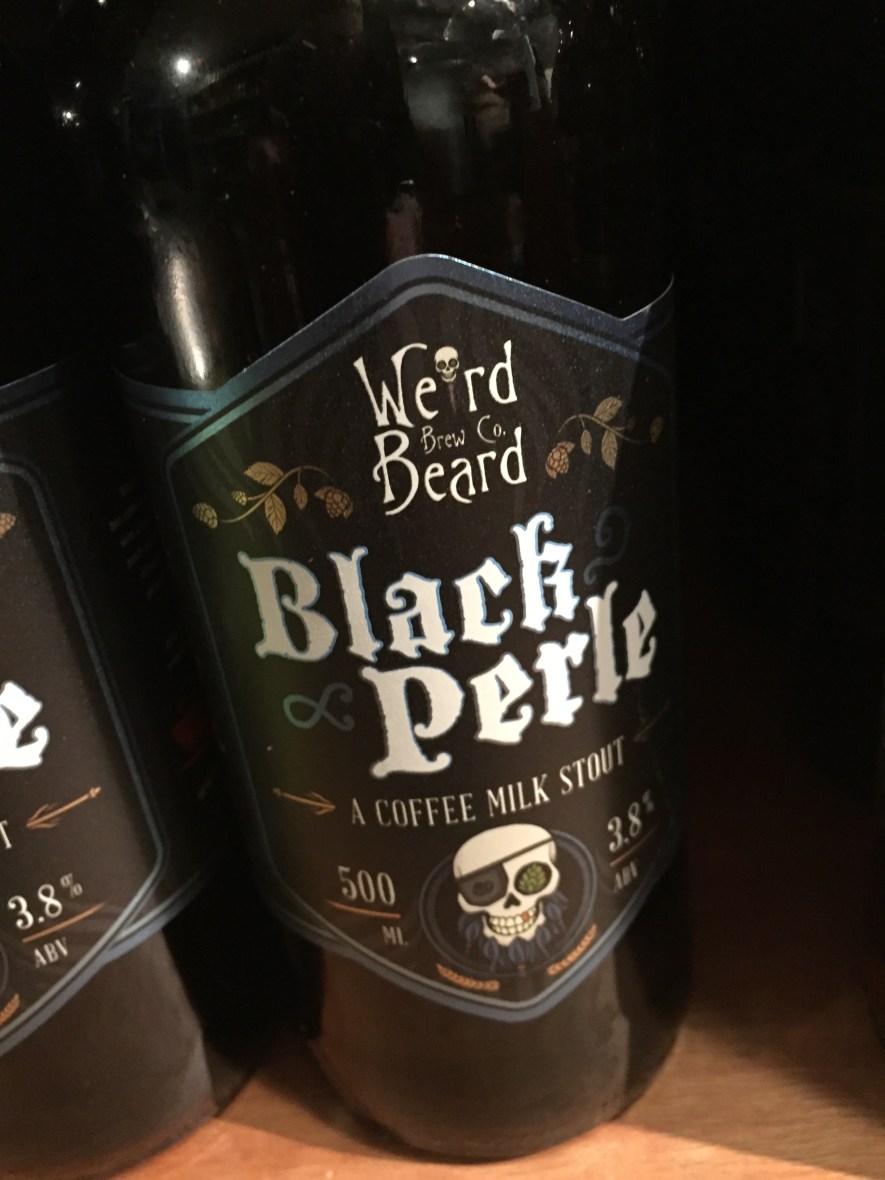 Weird
Brew Co.
Beard
Black
Perle
A COFFEE MILK STOUT
500
ML
3.8%
ABV
e
T
3.8%
ABV